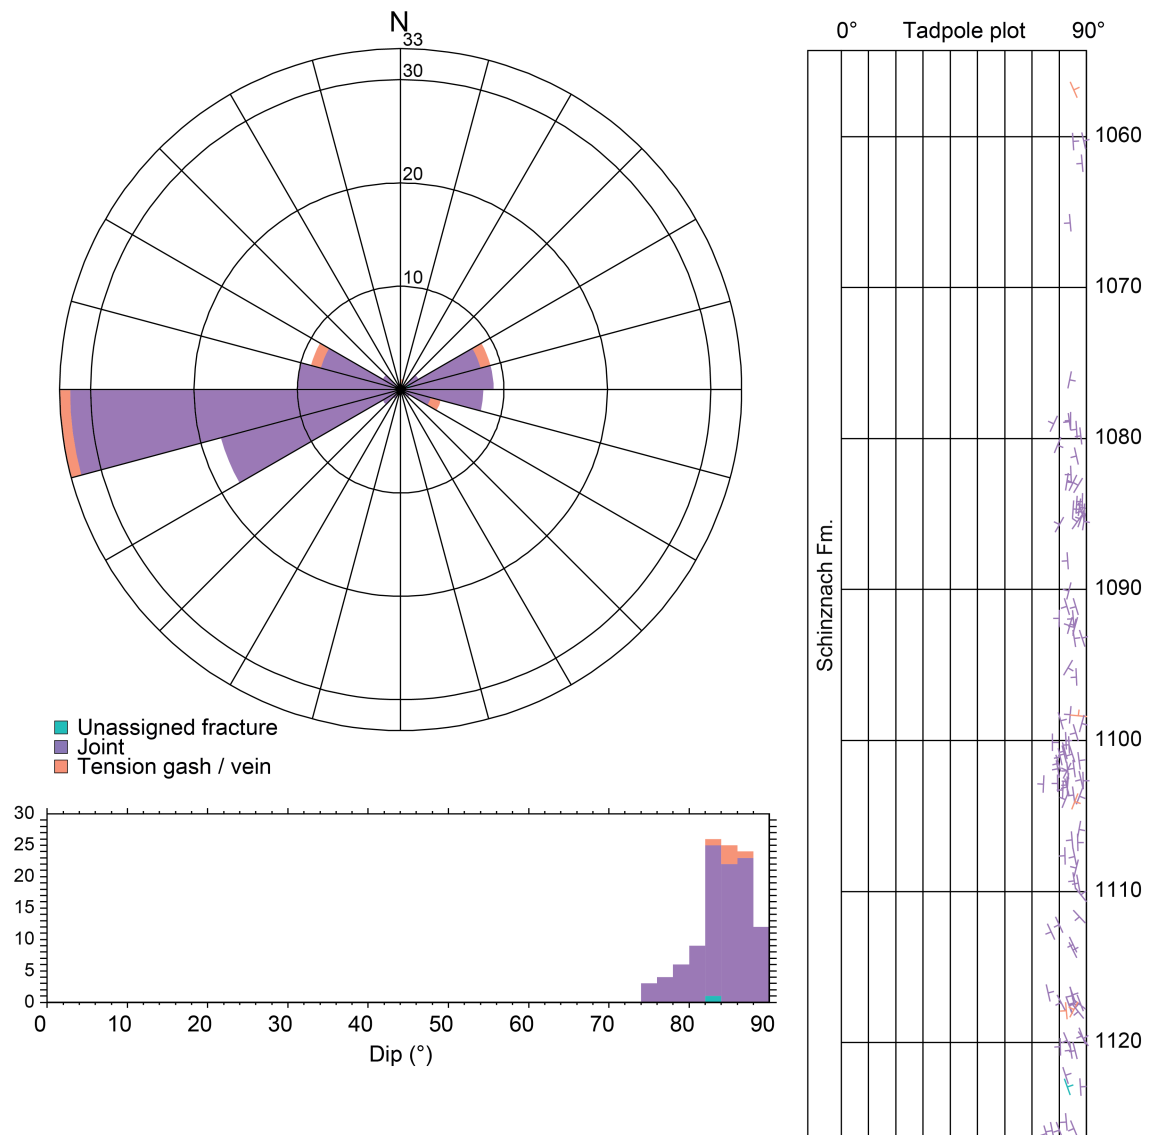 N
33
30
20
10
Unassigned fracture
Joint
Tension gash / vein
30
25
20
15
10
5
0
0 10 20 30 40 50 60 70 80 90
Dip (°)
0° Tadpole plot 90°
Schinznach Fm.
1060
1070
1080
1090
1100
1110
1120